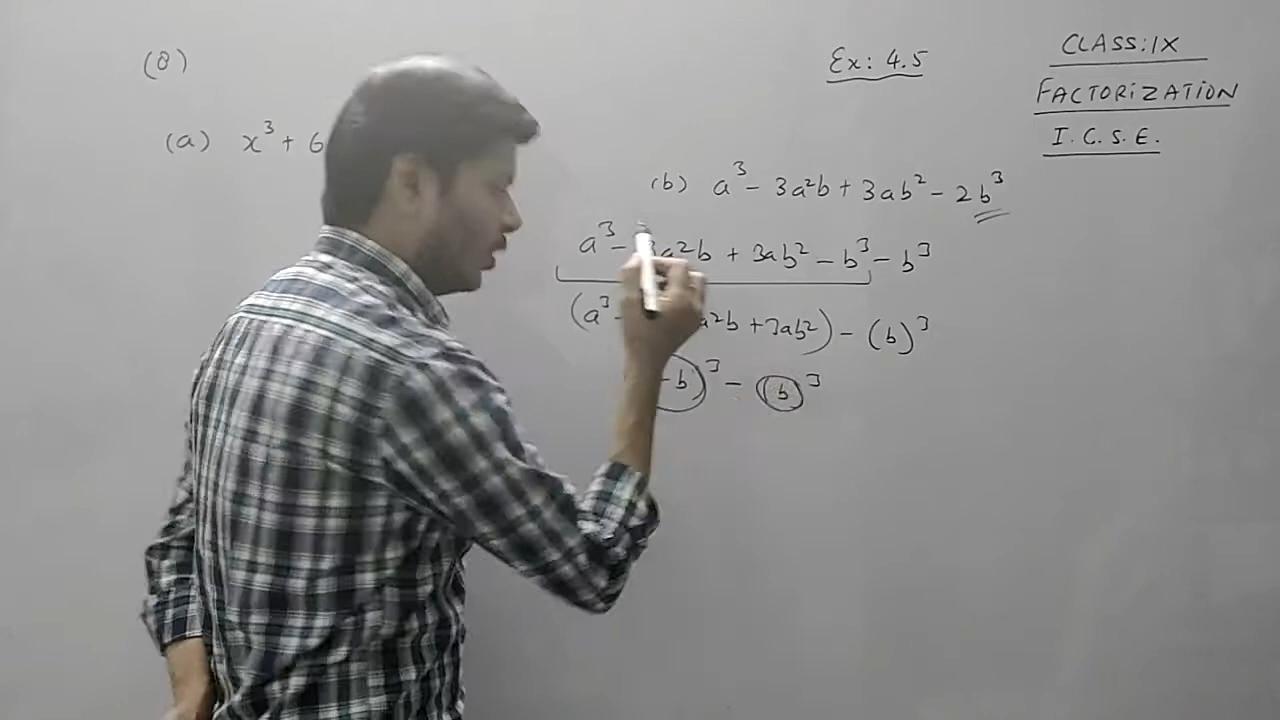 (8)
Ex: 4.5
CLASS: IX
FACTORIZATION
I.C.S.E.
(a) x³ + 6
(b) a³ - 3a²b + 3ab² - 2b³
a³ - 3a²b + 3ab² - b³ - b³
(a³ - a²b + 3ab²) - (b)³
- b)³ - (b)³